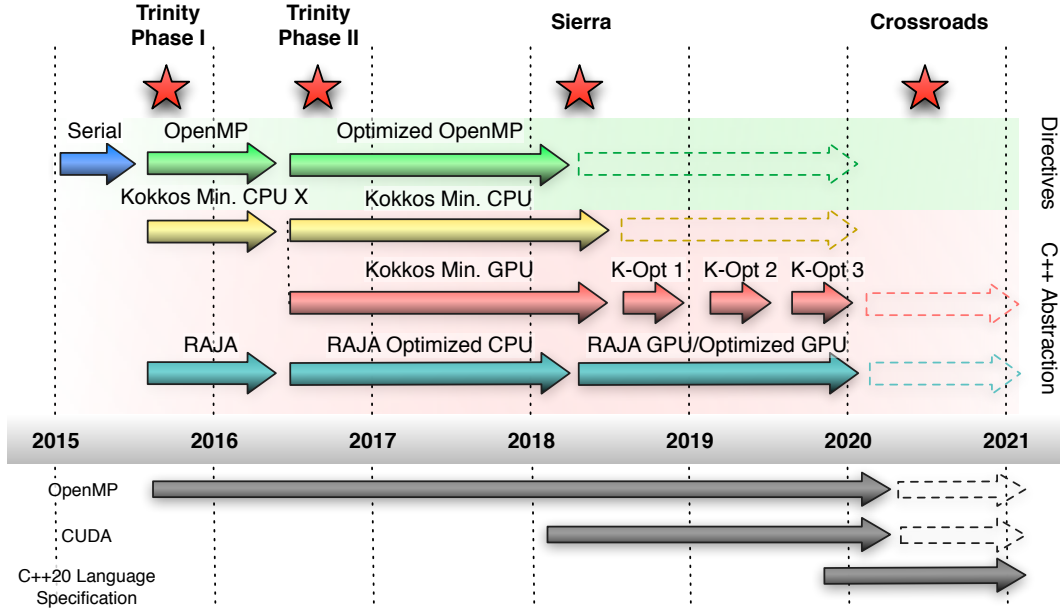 Trinity
Phase I
Trinity
Phase II
Sierra
Crossroads
Serial
OpenMP
Optimized OpenMP
Directives
Kokkos Min. CPU X
Kokkos Min. CPU
Kokkos Min. GPU
K-Opt 1
K-Opt 2
K-Opt 3
C++ Abstraction
RAJA
RAJA Optimized CPU
RAJA GPU/Optimized GPU
2015
2016
2017
2018
2019
2020
2021
OpenMP
CUDA
C++20 Language
Specification